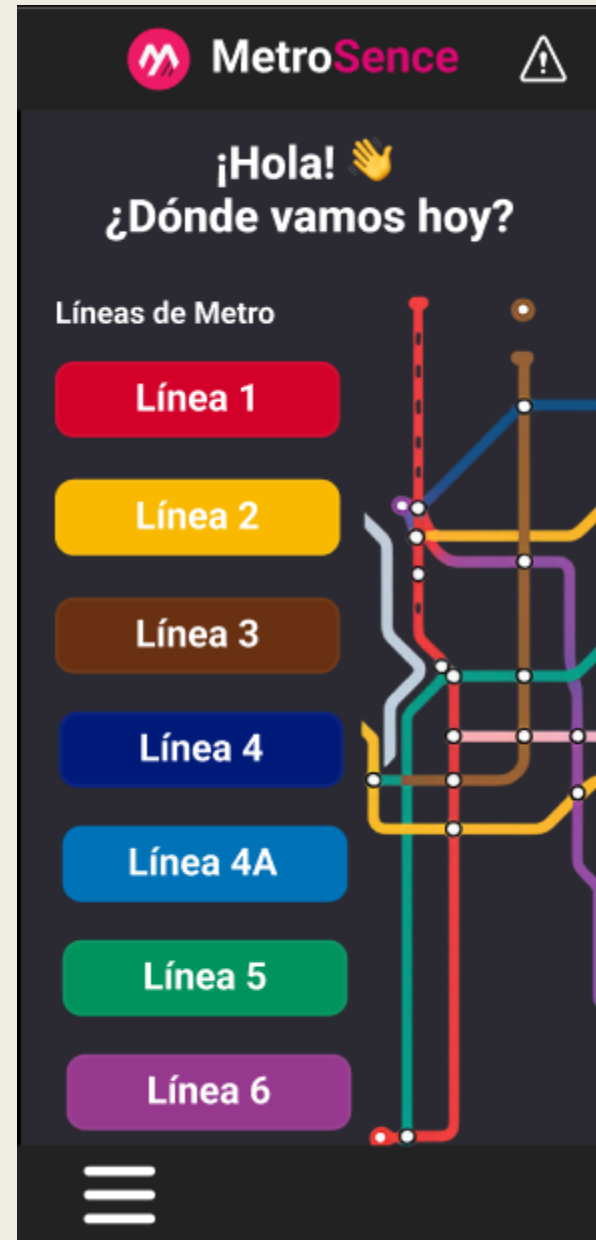 MetroSence
¡Hola! 👋
¿Dónde vamos hoy?
Líneas de Metro
Línea 1
Línea 2
Línea 3
Línea 4
Línea 4A
Línea 5
Línea 6